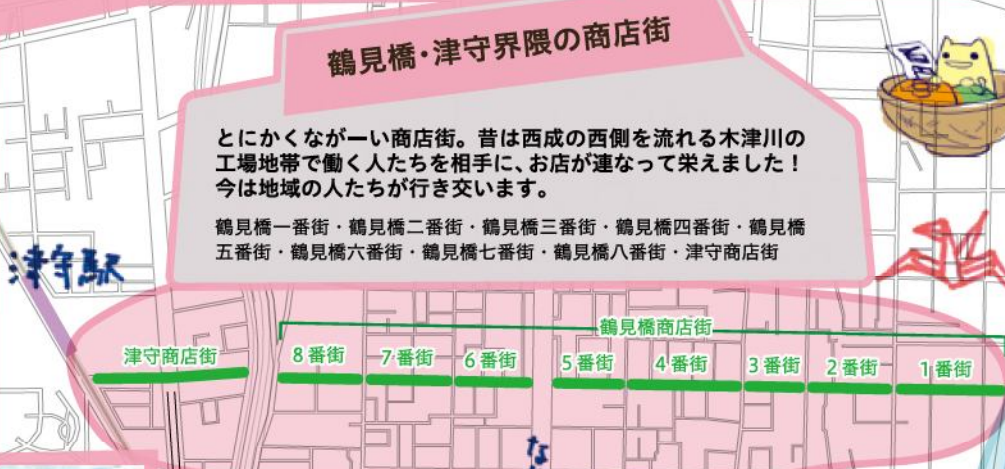 鶴見橋・津守界隈の商店街
とにかくながーい商店街。昔は西成の西側を流れる木津川の
工場地帯で働く人たちを相手に、お店が連なって栄えました！
今は地域の人たちが行き交います。
鶴見橋一番街・鶴見橋二番街・鶴見橋三番街・鶴見橋四番街・鶴見橋
五番街・鶴見橋六番街・鶴見橋七番街・鶴見橋八番街・津守商店街
津守駅
鶴見橋商店街
津守商店街
8番街
7番街
6番街
5番街
4番街
3番街
2番街
1番街
な